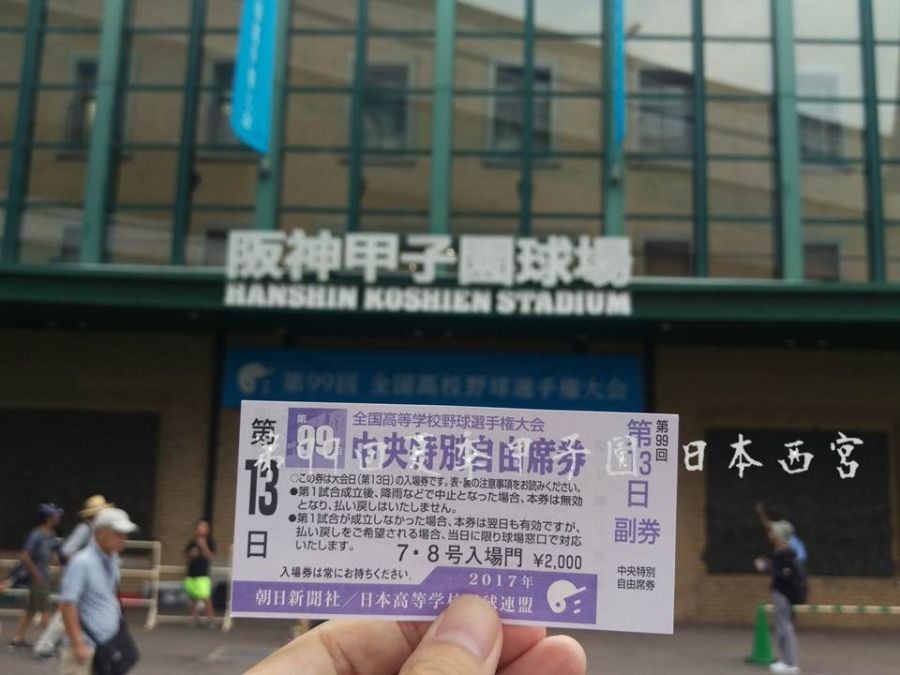 阪神甲子園球場
HANSHIN KOSHIEN STADIUM
第99回 全国高校野球選手権大会
第
13
日
第
99
回
全国高等学校野球選手権大会
中央特別自由席券
○この券は大会日(第13日)の入場券です。表・裏の注意事項をお読みください。
●第1試合成立後、降雨などで中止となった場合、本券は無効
となり、払い戻しはいたしません。
●第1試合が成立しなかった場合、本券は翌日も有効ですが、
払い戻しをご希望される場合、当日に限り球場窓口で対応
いたします。
7・8号入場門 ¥2,000
入場券は常にお持ちください。
2017年
朝日新聞社/日本高等学校 球連盟
第99回
第13日
副券
中央特別
自由席券
甲子園 日本西宮